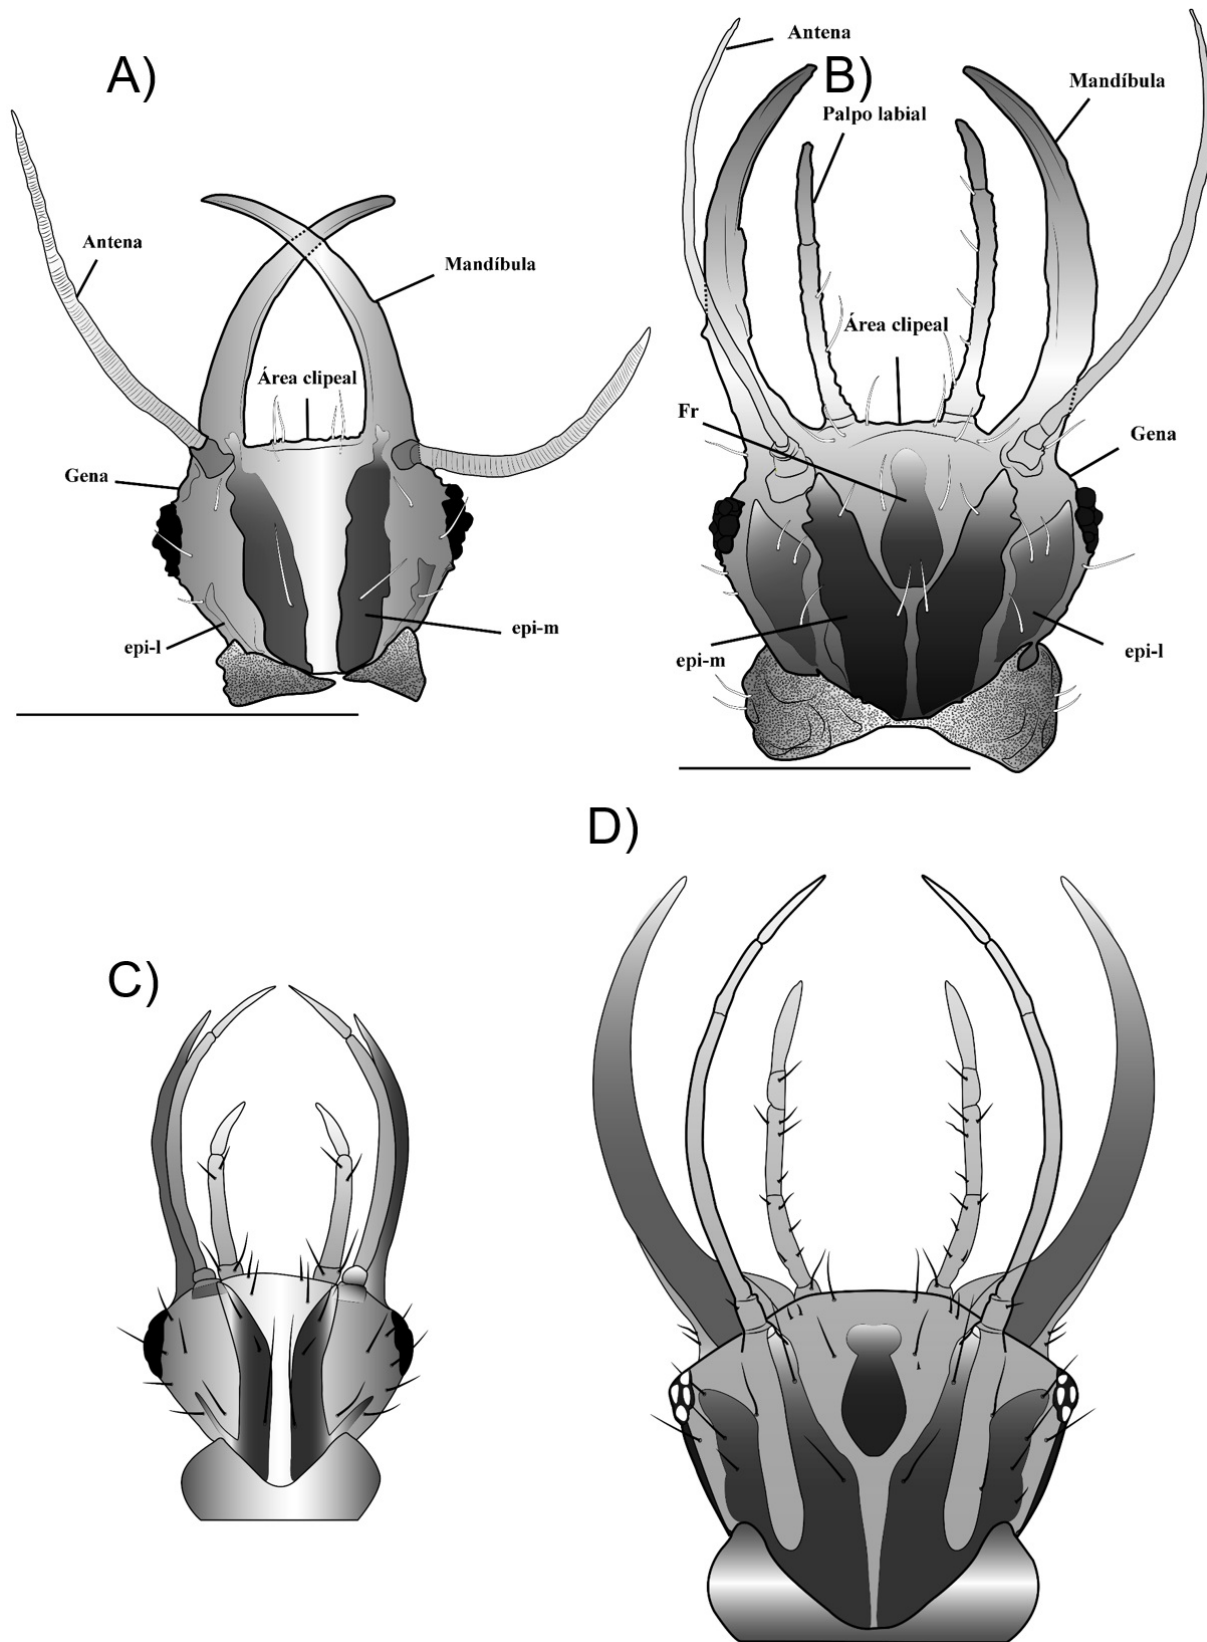 A)
Antena
Mandíbula
Área clipeal
Gena
epi-l
epi-m
B)
Antena
Mandíbula
Palpo labial
Área clipeal
Fr
Gena
epi-m
epi-l
C)
D)